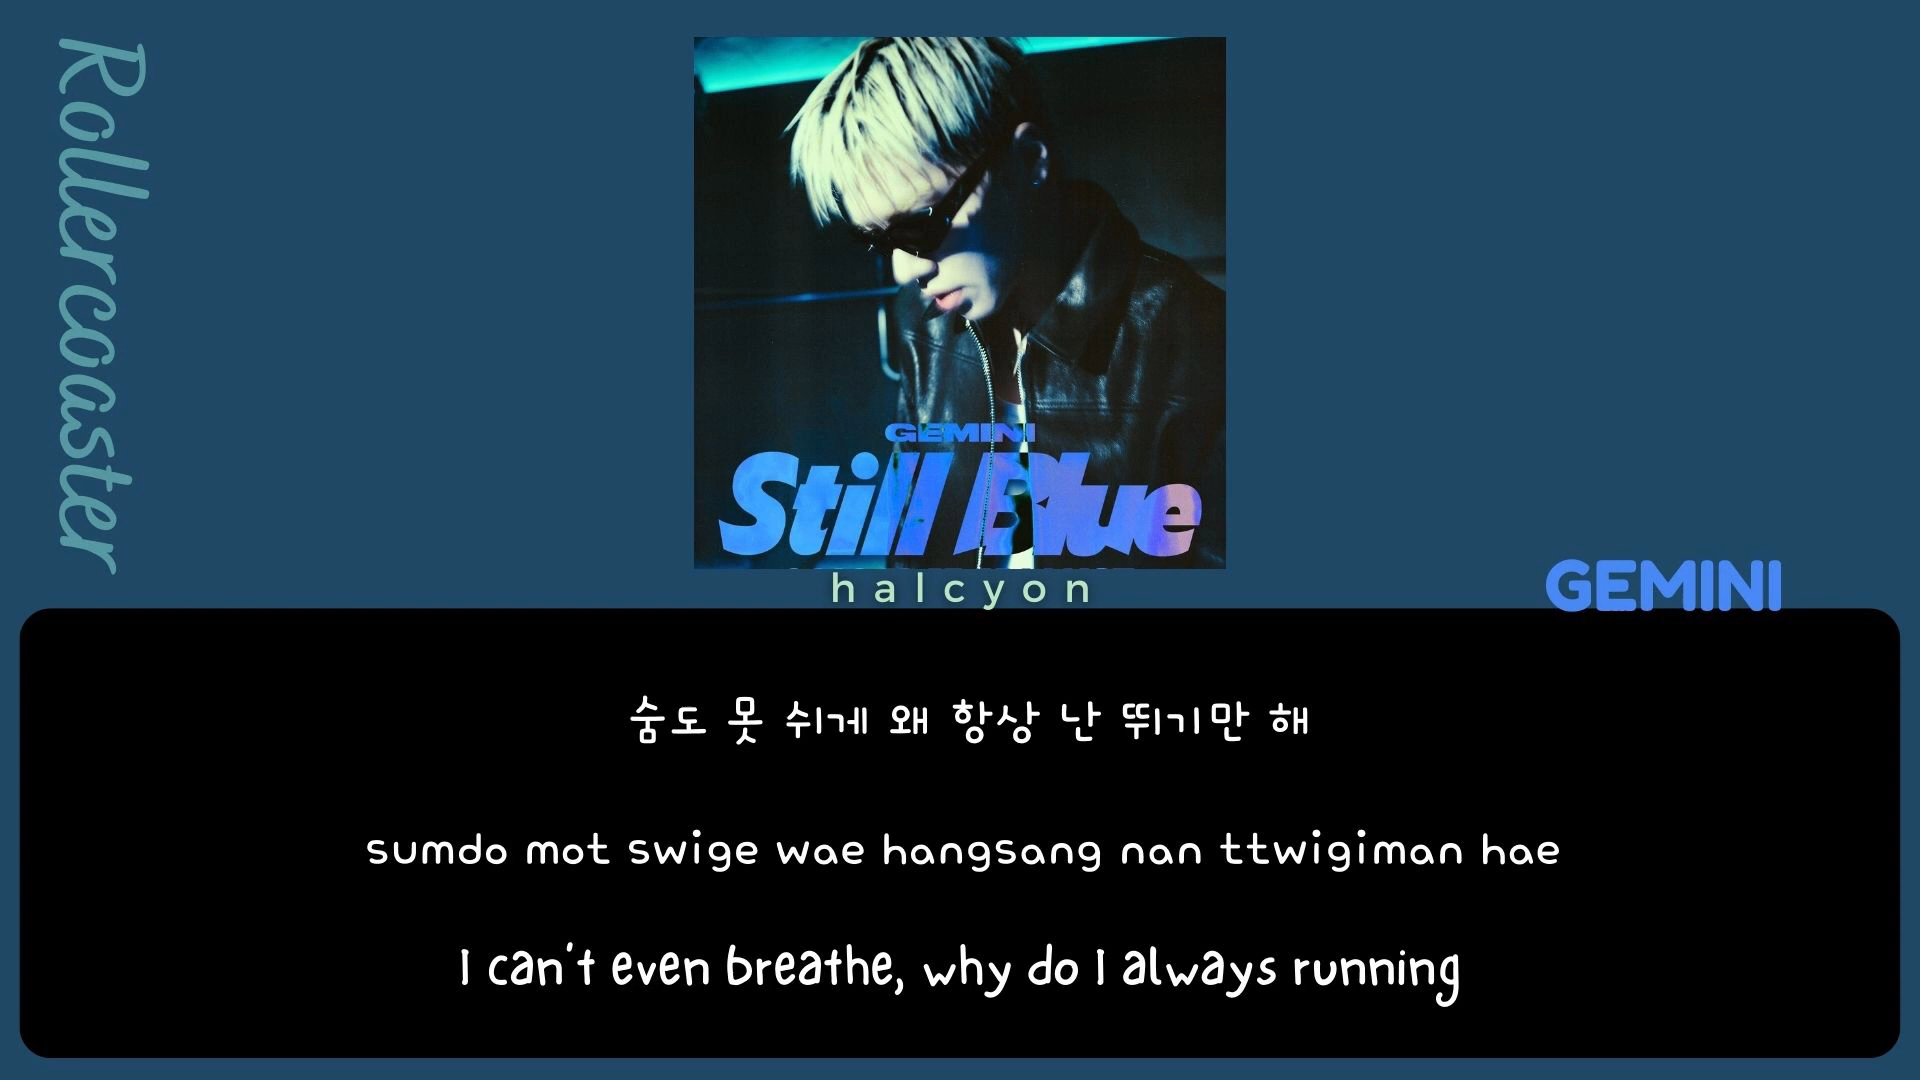 Rollercoaster
GEMINI
Still Blue
halcyon
GEMINI
숨도 못 쉬게 왜 항상 난 뛰기만 해
sumdo mot swige wae hangsang nan ttwigiman hae
I can't even breathe, why do I always running